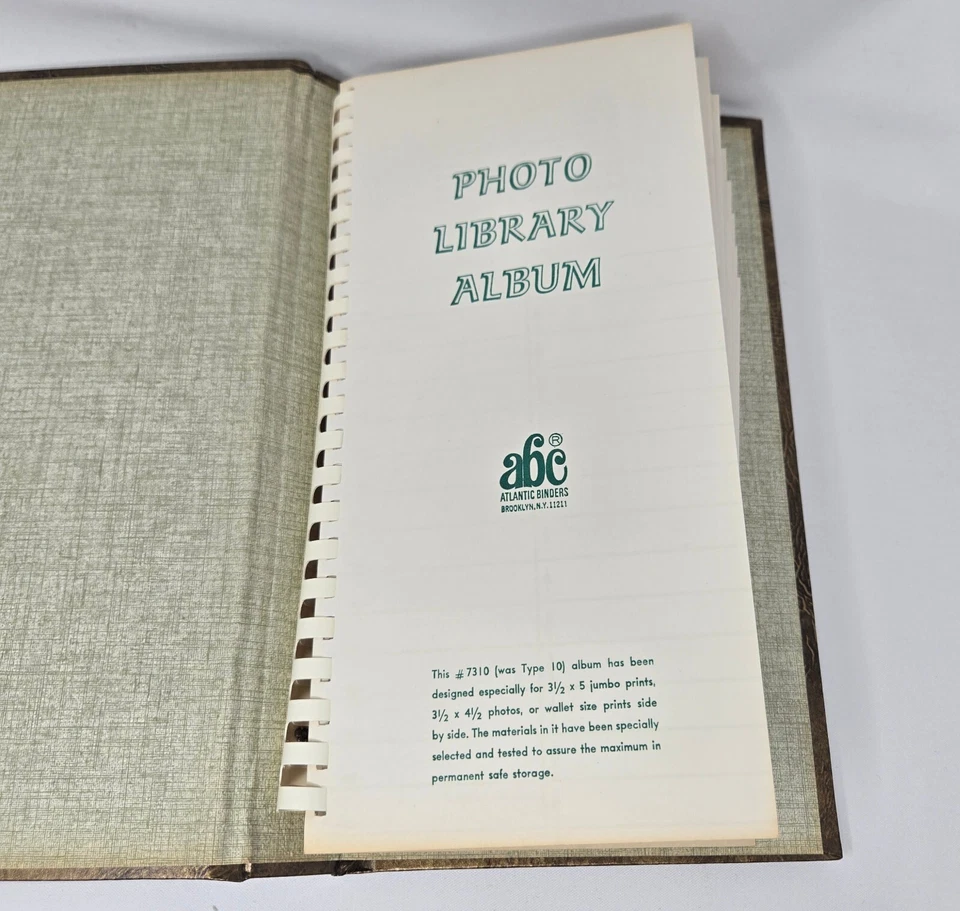 PHOTO
LIBRARY
ALBUM
abc®
ATLANTIC BINDERS
BROOKLYN, N.Y. 11211
This #7310 (was Type 10) album has been
designed especially for 3½ x 5 jumbo prints,
3½ x 4½ photos, or wallet size prints side
by side. The materials in it have been specially
selected and tested to assure the maximum in
permanent safe storage.